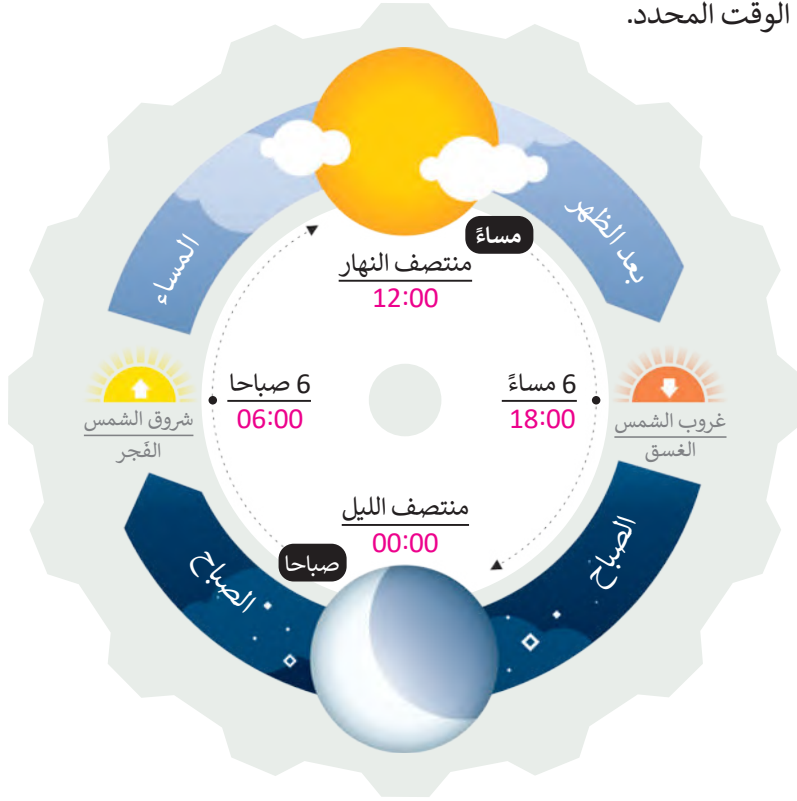 الوقت المحدد.
بعد الظهر
المساء
مساءً
منتصف النهار
12:00
6 مساءً
18:00
غروب الشمس
الغسق
6 صباحا
06:00
شروق الشمس
الفَجر
منتصف الليل
00:00
صباحا
الصباح
الصباح